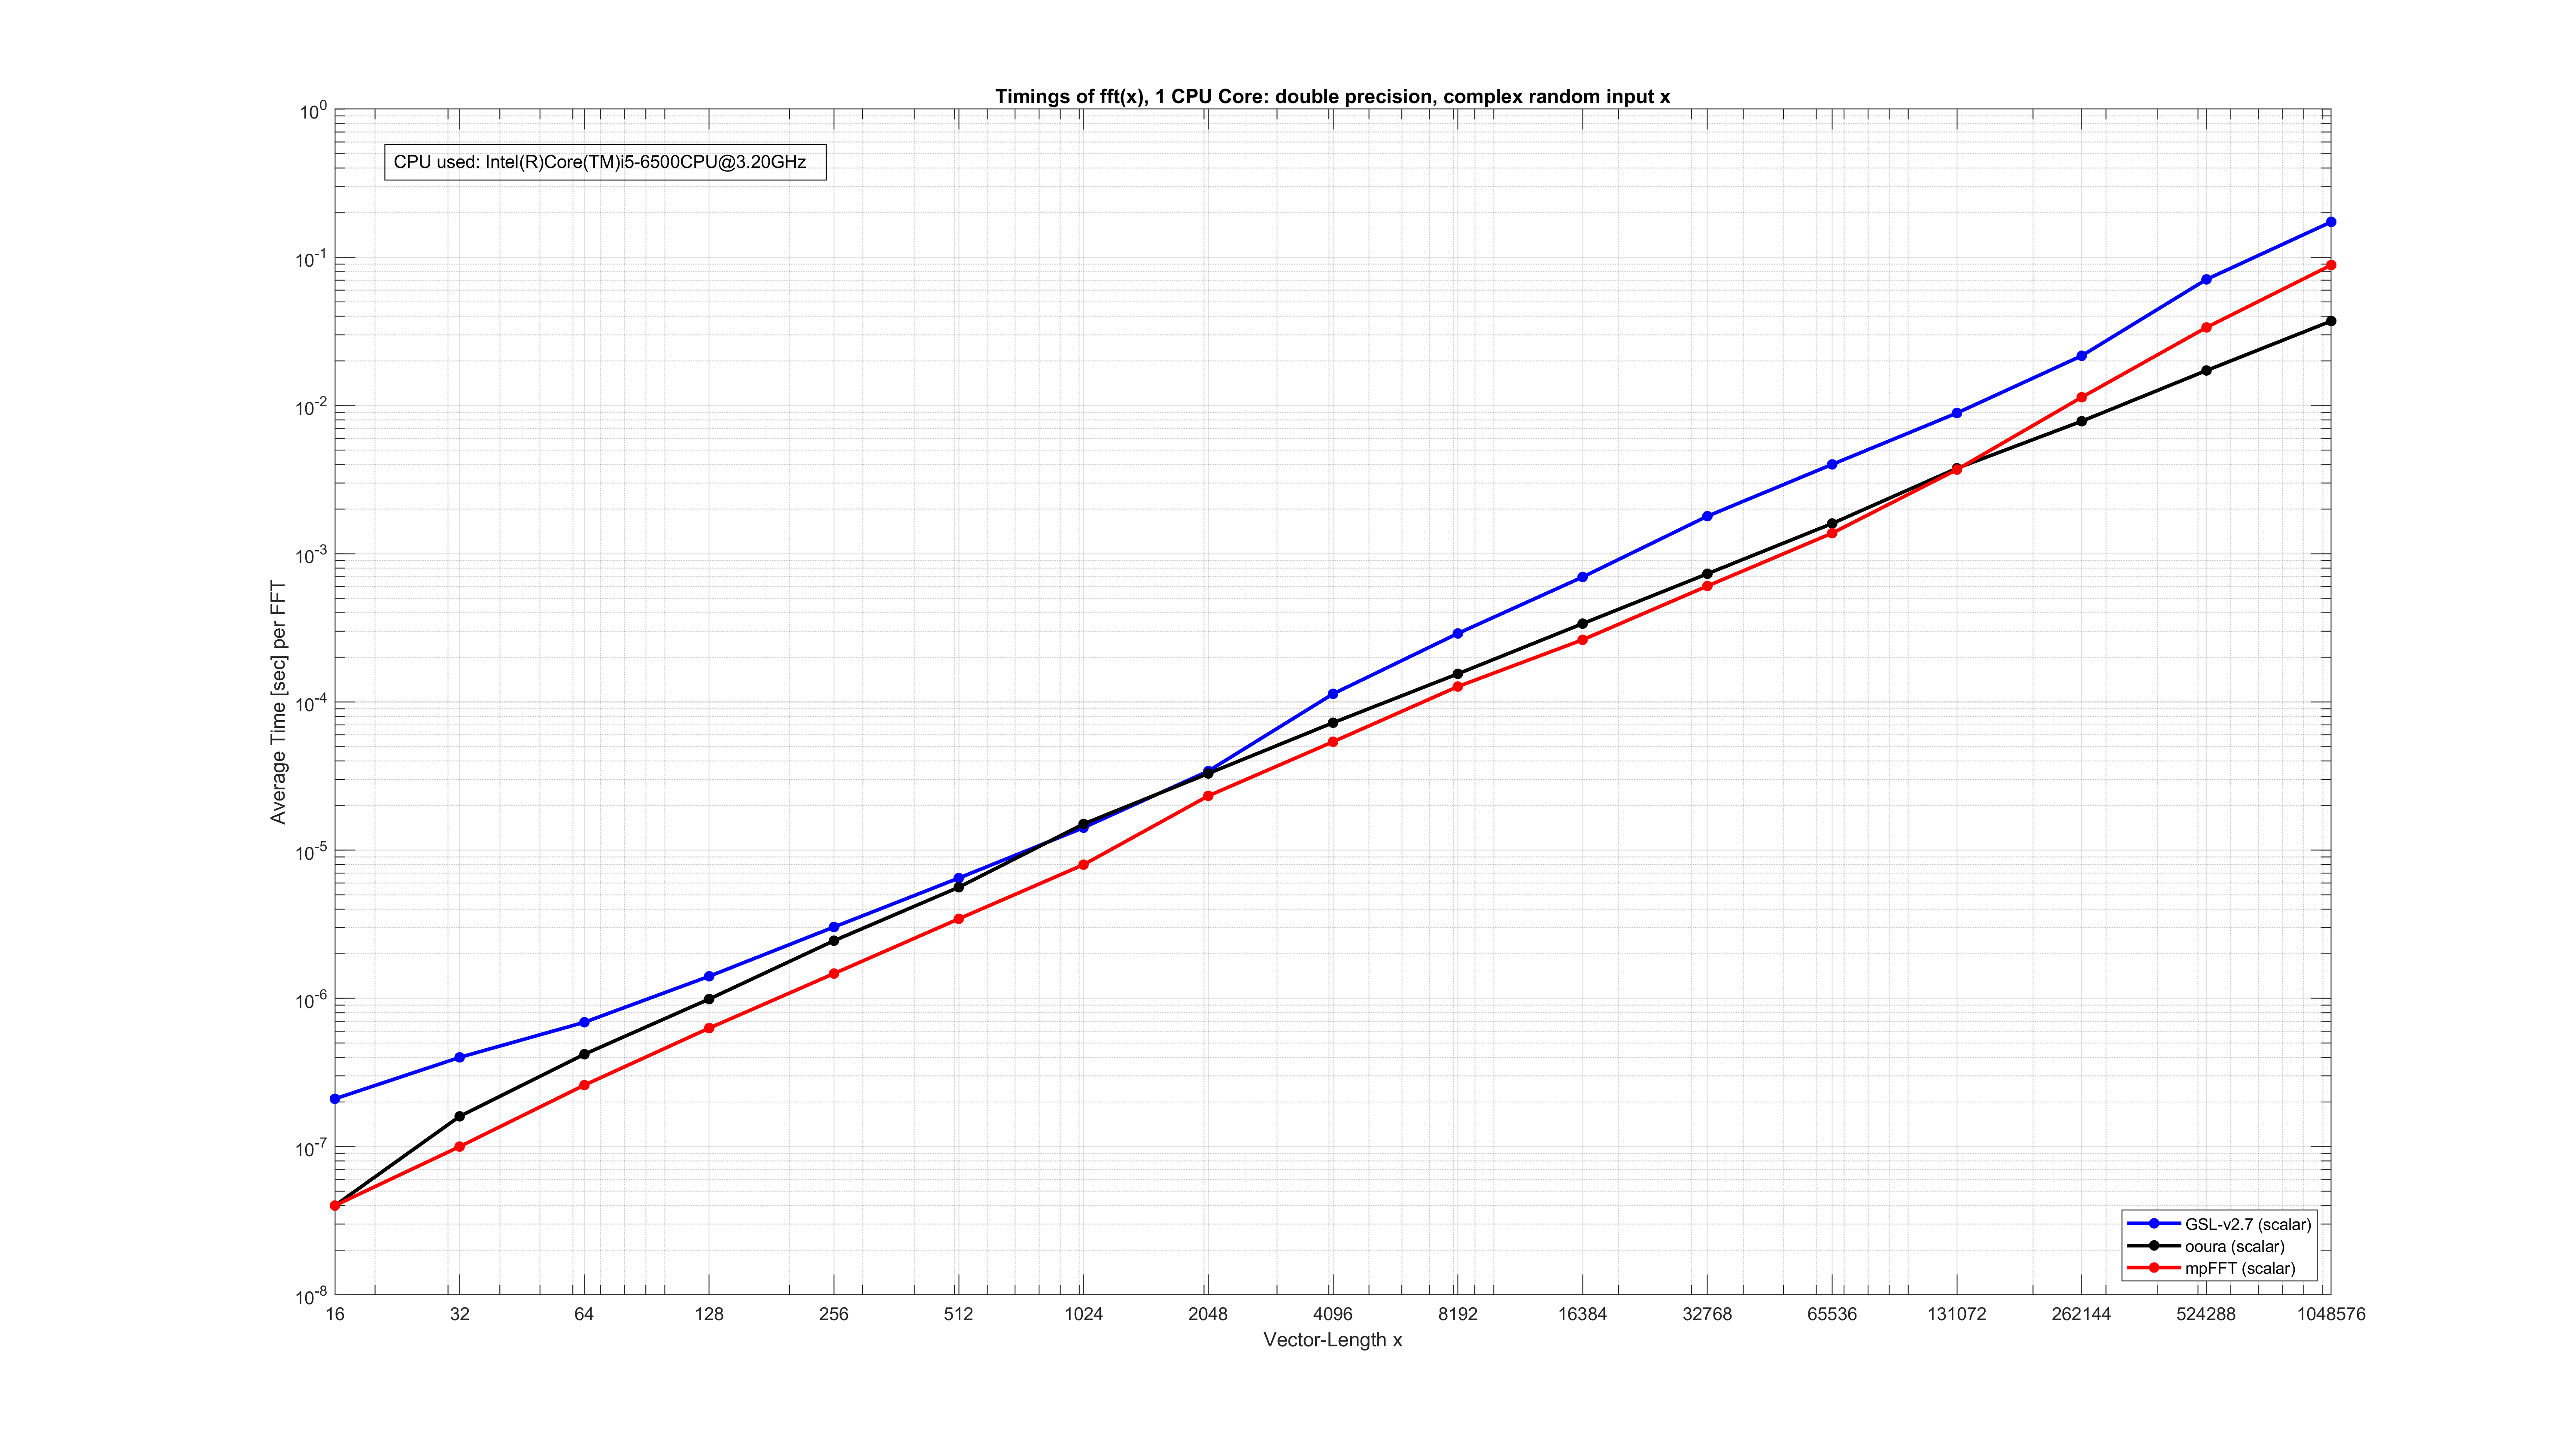 Timings of fft(x), 1 CPU Core: double precision, complex random input x
CPU used: Intel(R)Core(TM)i5-6500CPU@3.20GHz
Average Time [sec] per FFT
10^0
10^-1
10^-2
10^-3
10^-4
10^-5
10^-6
10^-7
10^-8
GSL-v2.7 (scalar)
ooura (scalar)
mpFFT (scalar)
16 32 64 128 256 512 1024 2048 4096 8192 16384 32768 65536 131072 262144 524288 1048576
Vector-Length x